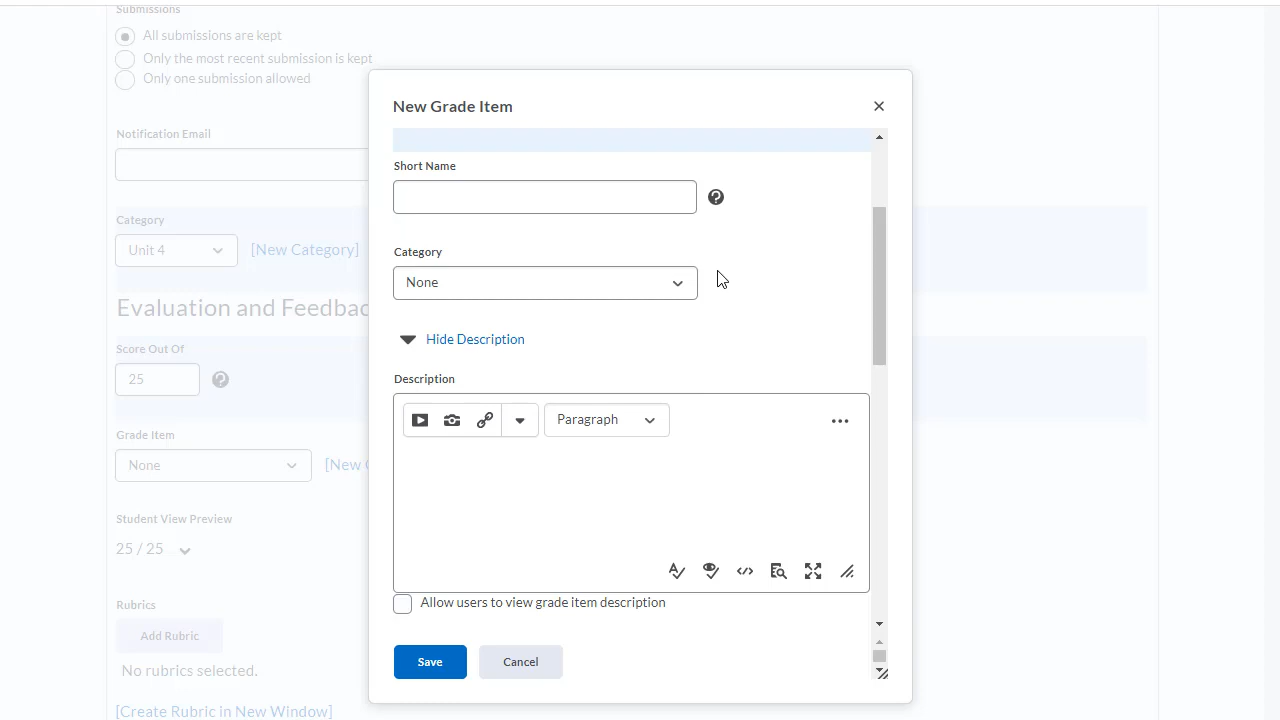 Submissions
All submissions are kept
Only the most recent submission is kept
Only one submission allowed
Notification Email
Category
Unit 4
[New Category]
Evaluation and Feedbac
Score Out Of
25
Grade Item
None
[New
Student View Preview
25 / 25
Rubrics
Add Rubric
No rubrics selected.
[Create Rubric in New Window]
New Grade Item
Short Name
Category
None
Hide Description
Description
Paragraph
Allow users to view grade item description
Save
Cancel